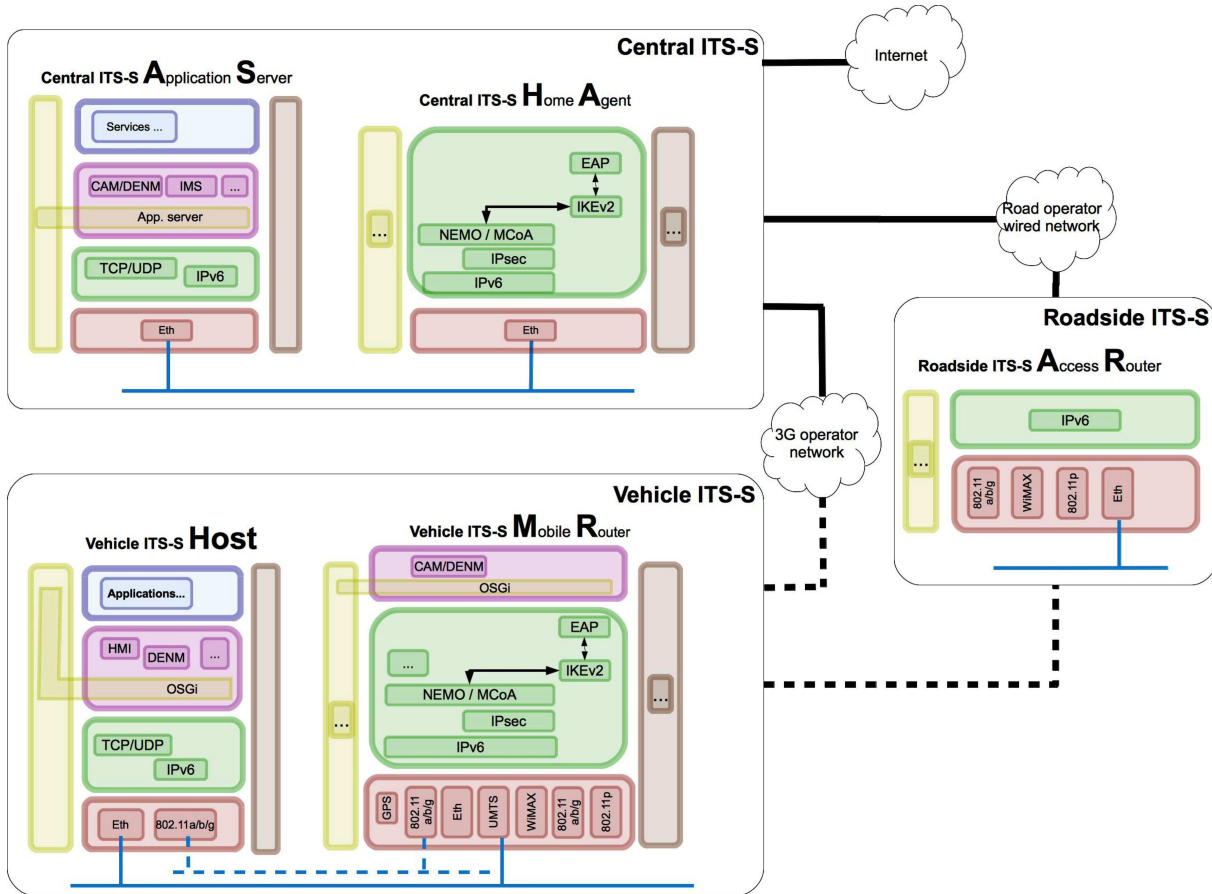 Central ITS-S
Internet
Central ITS-S Application Server
Services ...
CAM/DENM
IMS
...
App. server
TCP/UDP
IPv6
Eth
Central ITS-S Home Agent
...
EAP
IKEv2
NEMO / MCoA
IPsec
IPv6
Eth
...
Road operator
wired network
3G operator
network
Roadside ITS-S
Roadside ITS-S Access Router
...
IPv6
802.11
a/b/g
WiMAX
802.11p
Eth
Vehicle ITS-S
Vehicle ITS-S Host
Applications...
HMI
DENM
...
OSGi
TCP/UDP
IPv6
Eth
802.11a/b/g
Vehicle ITS-S Mobile Router
CAM/DENM
OSGi
...
EAP
...
IKEv2
NEMO / MCoA
IPsec
IPv6
...
GPS
802.11
a/b/g
Eth
UMTS
WiMAX
802.11
a/b/g
802.11p